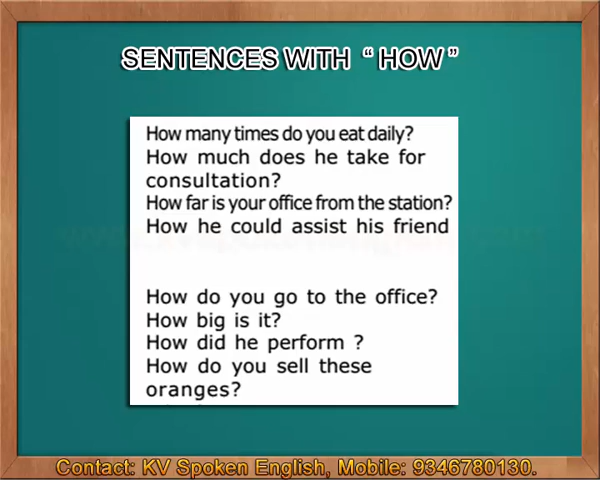 SENTENCES WITH “ HOW ”
How many times do you eat daily?
How much does he take for
consultation?
How far is your office from the station?
How he could assist his friend
How do you go to the office?
How big is it?
How did he perform ?
How do you sell these
oranges?
Contact: KV Spoken English, Mobile: 9346780130.